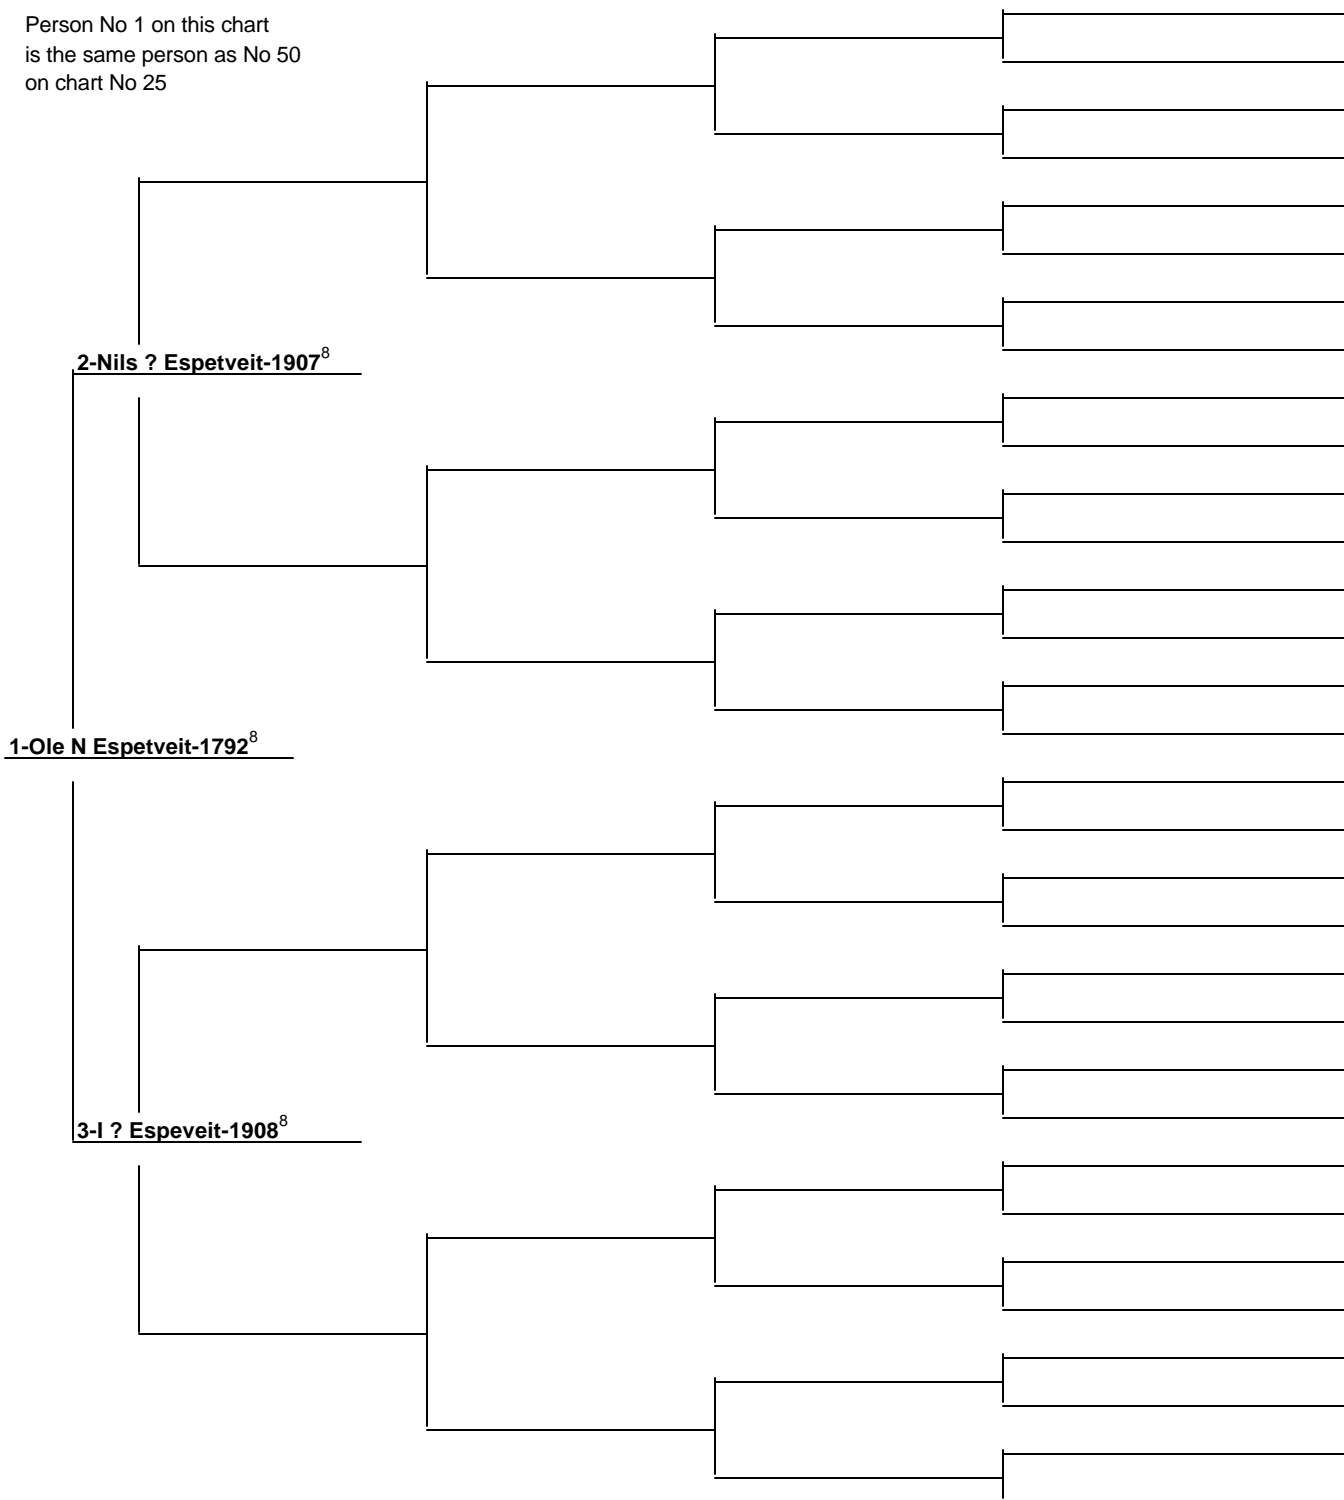 Person No 1 on this chart
is the same person as No 50
on chart No 25
2-Nils ? Espetveit-1907⁸
1-Ole N Espetveit-1792⁸
3-I ? Espeveit-1908⁸